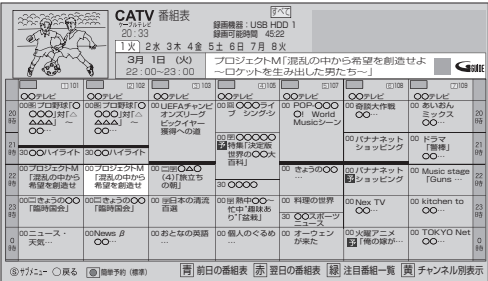 CATV 番組表
ケーブルテレビ
すべて
20:33
録画機器：USB HDD 1
録画可能時間 45:22
1火 2水 3木 4金 5土 6日 7月 8火
3月 1日 (火)
22:00~23:00
プロジェクトM「混乱の中から希望を創造せよ
~ロケットを生み出した男たち~」
G GUIDE
101 102 103 105 107 109
○○テレビ ○○テレビ ○○テレビ ○○テレビ ○○テレビ ○○テレビ ○○テレビ
20時
00 プロ野球「○○○○」対「△△△△」 ~
30 ○○ハイライト
00 プロ野球「○○○○」対「△△△△」 ~
30 ○○ハイライト
00 UEFAチャンピオンズリーグ ビックイヤー獲得への道
○○○ライブ シング・シ
00 POP-○○○○! World Musicシーン
00 奇談大作戦 ○○…
00 あいおんミックス ○○…
21時
00 ○○○○○
予 特集「決定版 世界の○○大百科」
00 バナナネットショッピング
00 ドラマ「警棒」 ○○…
22時
00 プロジェクトM「混乱の中から希望を創造せ
00 プロジェクトM「混乱の中から希望を創造せ
00 ○△○(4)「旅立ちの朝」
30 ○○○○
00 きょうの○○…
00 バナナネット
予 ショッピング
00 Music stage「Guns …
23時
00 きょうの○○「臨時国会」
00 きょうの○○「臨時国会」
00 日本の清流百選
00 熱中○○~忙中“趣味あり”「盆栽」
00 料理の世界
30 ○○スポーツニュース
00 Nex TV ○○…
00 kitchen to ○○…
0時
00 ニュース・天気…
00 News β ○○…
00 おとなの英語 ○○…
00 個人のぐるめ …
00 オーウェンが来た
00 火曜アニメ
予 「俺の嫁が…
00 TOKYO Net ○○…
Ⓢサブメニュー ○戻る 簡単予約 (標準) 青 前日の番組表 赤 翌日の番組表 緑 注目番組一覧 黄 チャンネル別表示